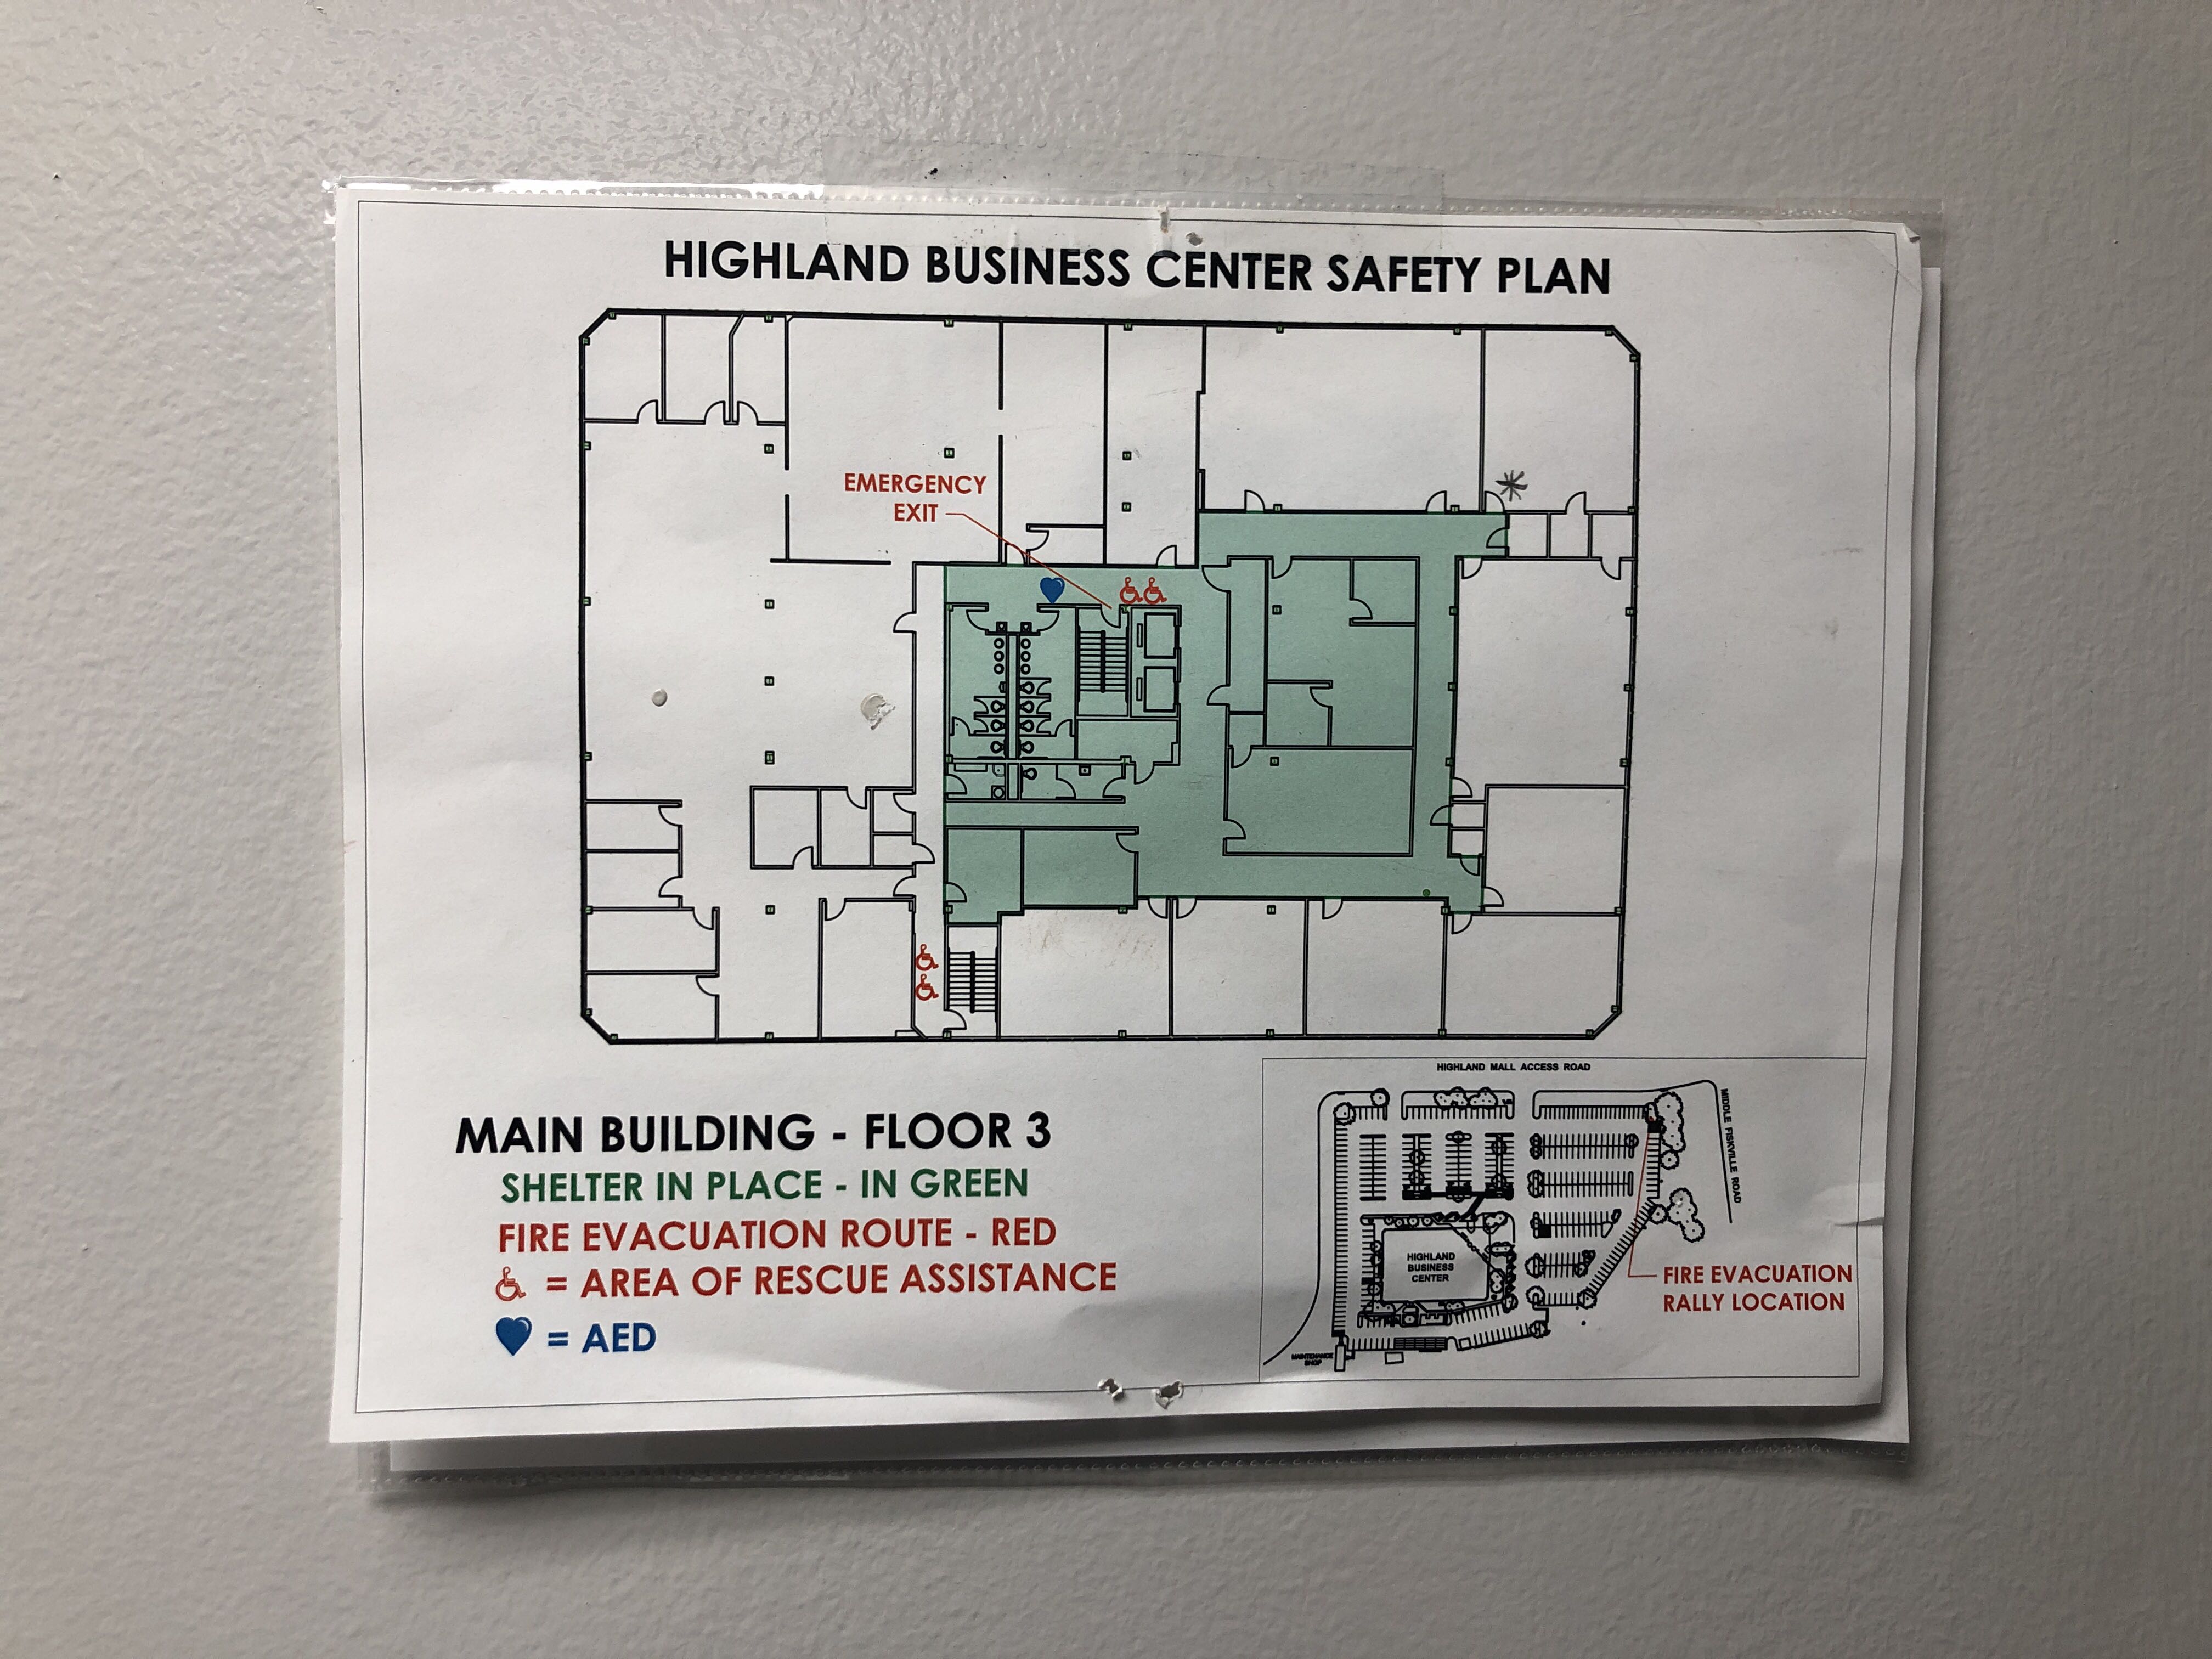 HIGHLAND BUSINESS CENTER SAFETY PLAN
EMERGENCY
EXIT
MAIN BUILDING - FLOOR 3
SHELTER IN PLACE - IN GREEN
FIRE EVACUATION ROUTE - RED
= AREA OF RESCUE ASSISTANCE
= AED
HIGHLAND MALL ACCESS ROAD
MIDDLE FISKVILLE ROAD
HIGHLAND
BUSINESS
CENTER
FIRE EVACUATION
RALLY LOCATION
MAINTENANCE
SHOP